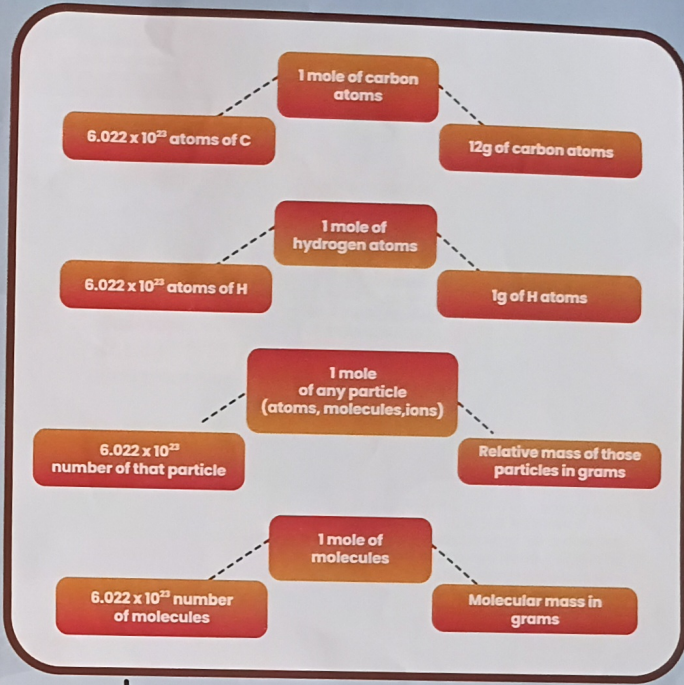 1 mole of carbon
atoms
6.022 x 10²³ atoms of C
12g of carbon atoms
1 mole of
hydrogen atoms
6.022 x 10²³ atoms of H
1g of H atoms
1 mole
of any particle
(atoms, molecules,ions)
6.022 x 10²³
number of that particle
Relative mass of those
particles in grams
1 mole of
molecules
6.022 x 10²³ number
of molecules
Molecular mass in
grams